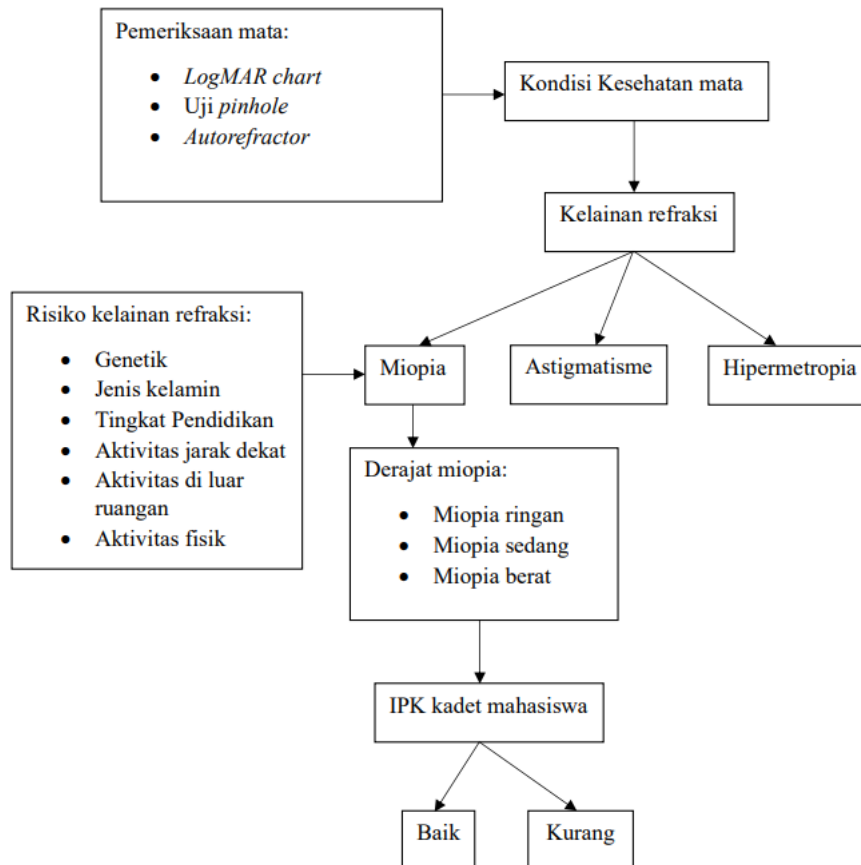 Pemeriksaan mata:
• LogMAR chart
• Uji pinhole
• Autorefractor
Kondisi Kesehatan mata
Kelainan refraksi
Risiko kelainan refraksi:
• Genetik
• Jenis kelamin
• Tingkat Pendidikan
• Aktivitas jarak dekat
• Aktivitas di luar
ruangan
• Aktivitas fisik
Miopia
Astigmatisme
Hipermetropia
Derajat miopia:
• Miopia ringan
• Miopia sedang
• Miopia berat
IPK kadet mahasiswa
Baik
Kurang